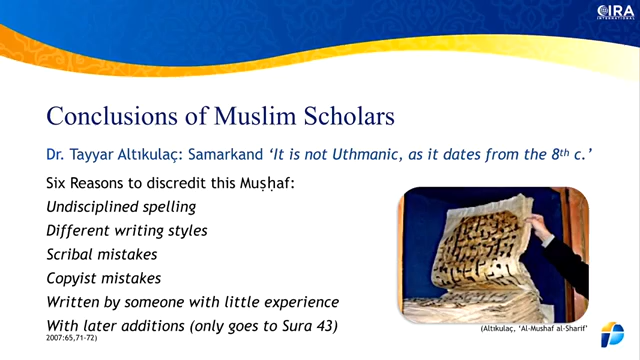 CIRA
INTERNATIONAL
Conclusions of Muslim Scholars
Dr. Tayyar Altıkulaç: Samarkand ‘It is not Uthmanic, as it dates from the 8th c.’
Six Reasons to discredit this Muṣḥaf:
Undisciplined spelling
Different writing styles
Scribal mistakes
Copyist mistakes
Written by someone with little experience
With later additions (only goes to Sura 43)
(Altıkulaç, ‘Al-Mushaf al-Sharif’
2007:65,71-72)